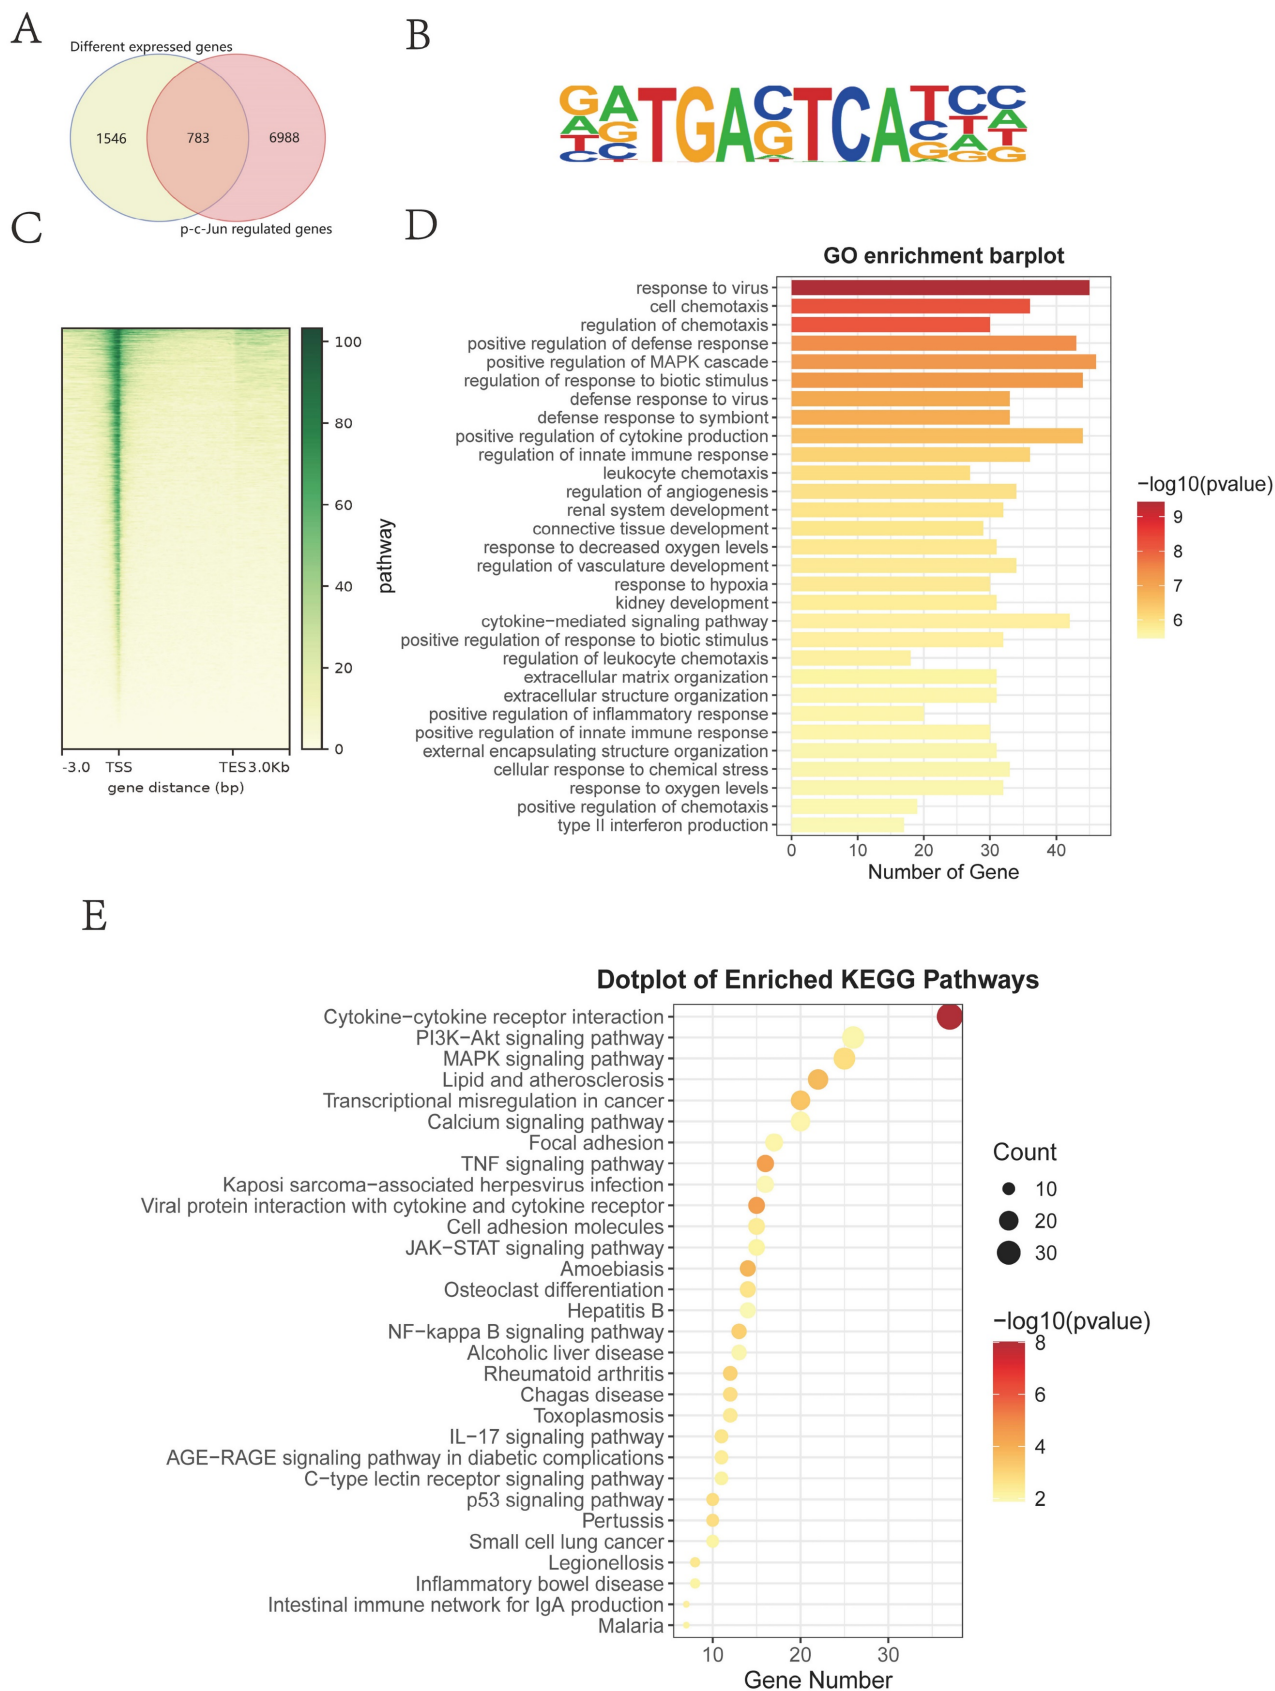 A
Different expressed genes
1546
783
6988
p-c-Jun regulated genes
B
GATGACTCATCC
AGGCTA
TCGAT
CCGGG
C
100
80
60
40
20
0
-3.0 TSS TES 3.0Kb
gene distance (bp)
D
GO enrichment barplot
pathway
response to virus
cell chemotaxis
regulation of chemotaxis
positive regulation of defense response
positive regulation of MAPK cascade
regulation of response to biotic stimulus
defense response to virus
defense response to symbiont
positive regulation of cytokine production
regulation of innate immune response
leukocyte chemotaxis
regulation of angiogenesis
renal system development
connective tissue development
response to decreased oxygen levels
regulation of vasculature development
response to hypoxia
kidney development
cytokine−mediated signaling pathway
positive regulation of response to biotic stimulus
regulation of leukocyte chemotaxis
extracellular matrix organization
extracellular structure organization
positive regulation of inflammatory response
positive regulation of innate immune response
external encapsulating structure organization
cellular response to chemical stress
response to oxygen levels
positive regulation of chemotaxis
type II interferon production
0 10 20 30 40
Number of Gene
−log10(pvalue)
9
8
7
6
E
Dotplot of Enriched KEGG Pathways
Cytokine−cytokine receptor interaction
PI3K−Akt signaling pathway
MAPK signaling pathway
Lipid and atherosclerosis
Transcriptional misregulation in cancer
Calcium signaling pathway
Focal adhesion
TNF signaling pathway
Kaposi sarcoma−associated herpesvirus infection
Viral protein interaction with cytokine and cytokine receptor
Cell adhesion molecules
JAK−STAT signaling pathway
Amoebiasis
Osteoclast differentiation
Hepatitis B
NF−kappa B signaling pathway
Alcoholic liver disease
Rheumatoid arthritis
Chagas disease
Toxoplasmosis
IL−17 signaling pathway
AGE−RAGE signaling pathway in diabetic complications
C−type lectin receptor signaling pathway
p53 signaling pathway
Pertussis
Small cell lung cancer
Legionellosis
Inflammatory bowel disease
Intestinal immune network for IgA production
Malaria
10 20 30
Gene Number
Count
10
20
30
−log10(pvalue)
8
6
4
2